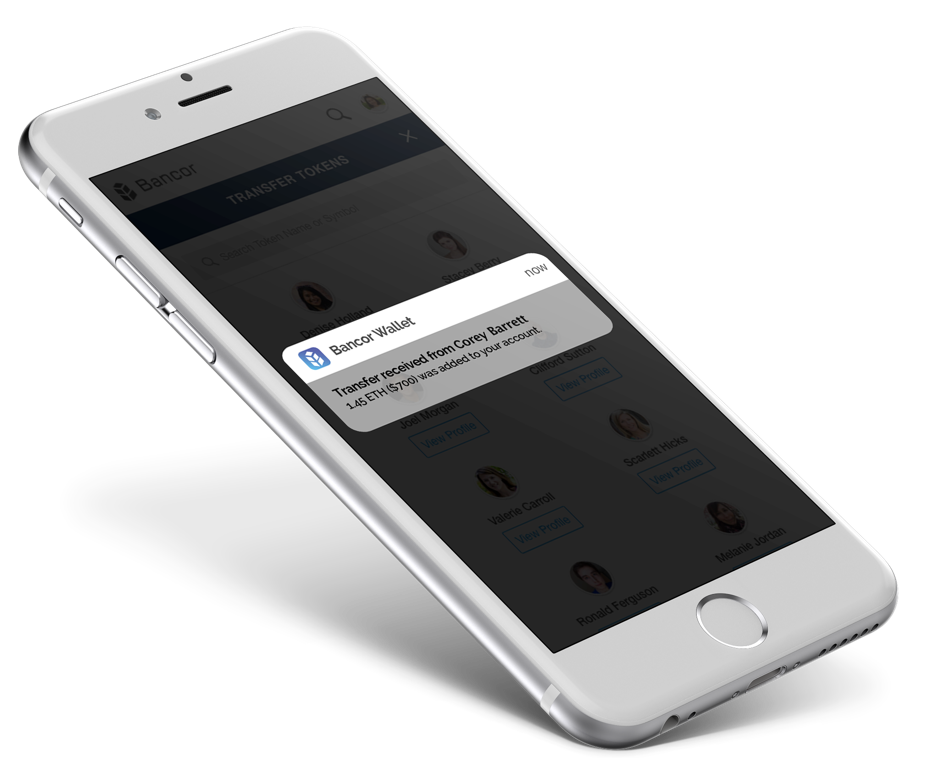 Bancor
TRANSFER TOKENS
Search Token Name or Symbol
Stacey Berry
Denise Holland
now
Bancor Wallet
Transfer received from Corey Barrett
1.45 ETH ($700) was added to your account.
Clifford Sutton
View Profile
Joel Morgan
View Profile
Scarlett Hicks
View Profile
Valerie Carroll
View Profile
Melanie Jordan
Ronald Ferguson